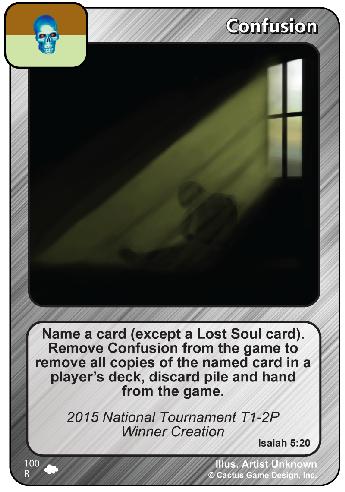 Confusion
Name a card (except a Lost Soul card).
Remove Confusion from the game to
remove all copies of the named card in a
player's deck, discard pile and hand
from the game.
2015 National Tournament T1-2P
Winner Creation
Isaiah 5:20
100
R
Illus. Artist Unknown
© Cactus Game Design, Inc.